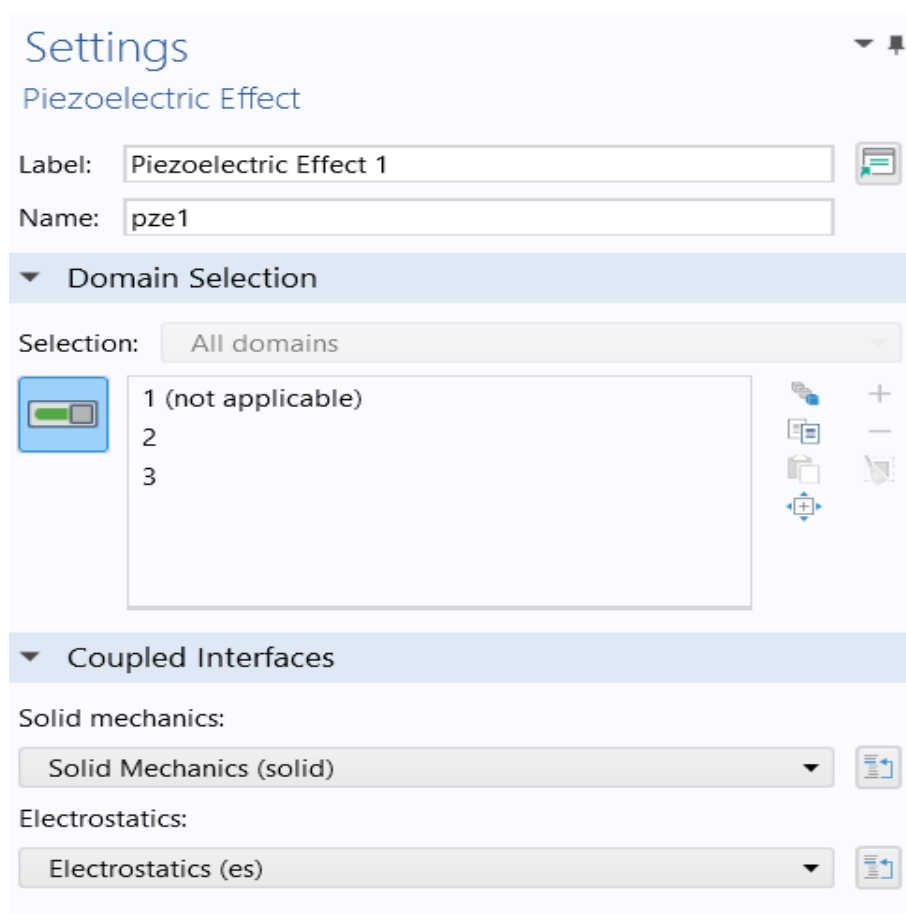 Settings
Piezoelectric Effect
Label: Piezoelectric Effect 1
Name: pze1
Domain Selection
Selection: All domains
1 (not applicable)
2
3
Coupled Interfaces
Solid mechanics:
Solid Mechanics (solid)
Electrostatics:
Electrostatics (es)